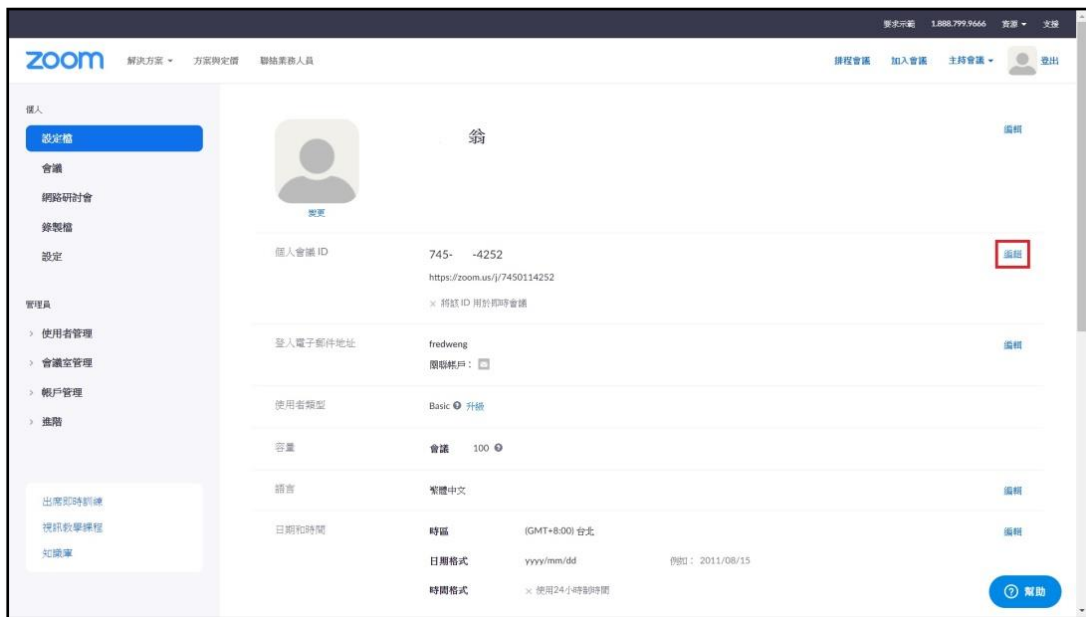 要求示範 1.888.799.9666 資源 支援
zoom 解決方案 方案與定價 聯絡業務人員 排程會議 加入會議 主持會議 登出
個人
設定檔
會議
網路研討會
錄製檔
設定
管理員
使用者管理
會議室管理
帳戶管理
進階
出席即時訓練
視訊教學課程
知識庫
翁 編輯
變更
個人會議 ID 745- -4252 編輯
https://zoom.us/j/7450114252
× 將該 ID 用於即時會議
登入電子郵件地址 fredweng 編輯
關聯帳戶：
使用者類型 Basic 升級
容量 會議 100
語言 繁體中文 編輯
日期和時間 時區 (GMT+8:00) 台北 編輯
日期格式 yyyy/mm/dd 例如： 2011/08/15
時間格式 × 使用24小時制時間
幫助